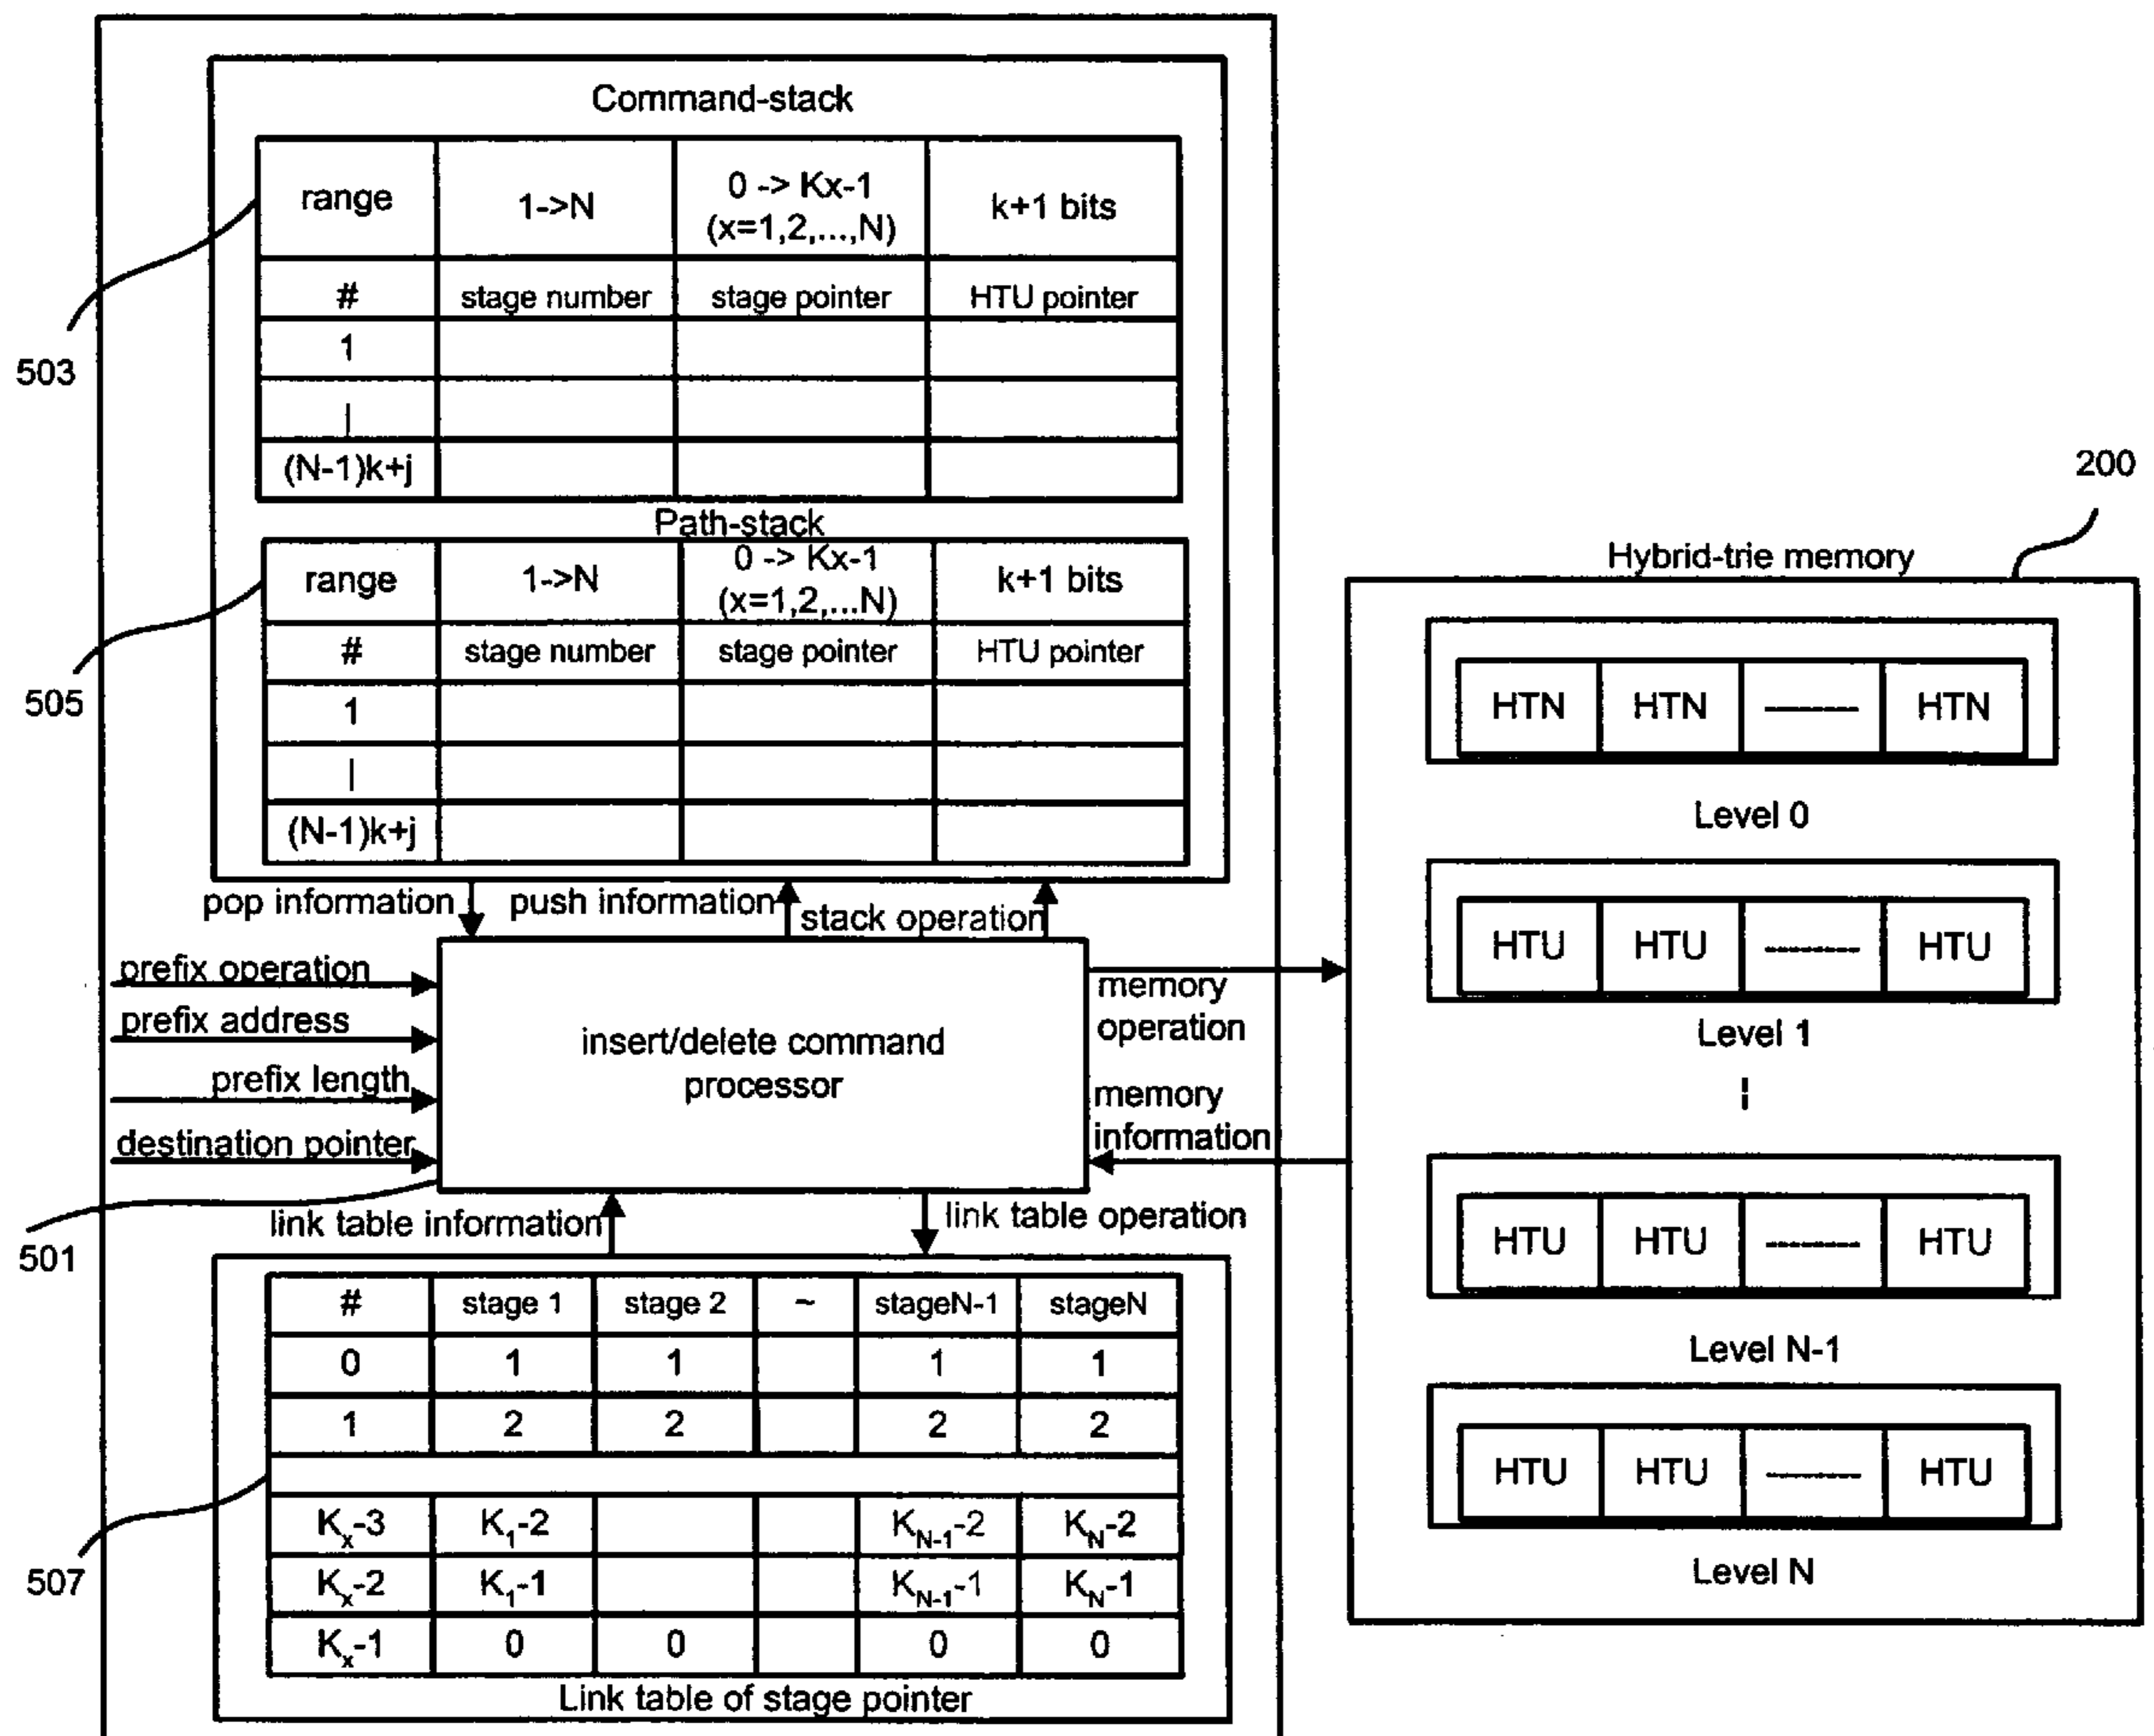 Command-stack
range 1->N 0 -> Kx-1 (x=1,2,...,N) k+1 bits
# stage number stage pointer HTU pointer
1
|
(N-1)k+j
503
Path-stack
range 1->N 0 -> Kx-1 (x=1,2,...N) k+1 bits
# stage number stage pointer HTU pointer
1
|
(N-1)k+j
505
pop information push information stack operation
prefix operation
prefix address
prefix length
destination pointer
insert/delete command
processor
memory
operation
memory
information
501
link table information link table operation
# stage 1 stage 2 ~ stageN-1 stageN
0 1 1 1 1
1 2 2 2 2
Kx-3 K1-2 KN-1-2 KN-2
Kx-2 K1-1 KN-1-1 KN-1
Kx-1 0 0 0 0
507
Link table of stage pointer
200
Hybrid-trie memory
HTN HTN -------- HTN
Level 0
HTU HTU -------- HTU
Level 1
¦
HTU HTU -------- HTU
Level N-1
HTU HTU -------- HTU
Level N